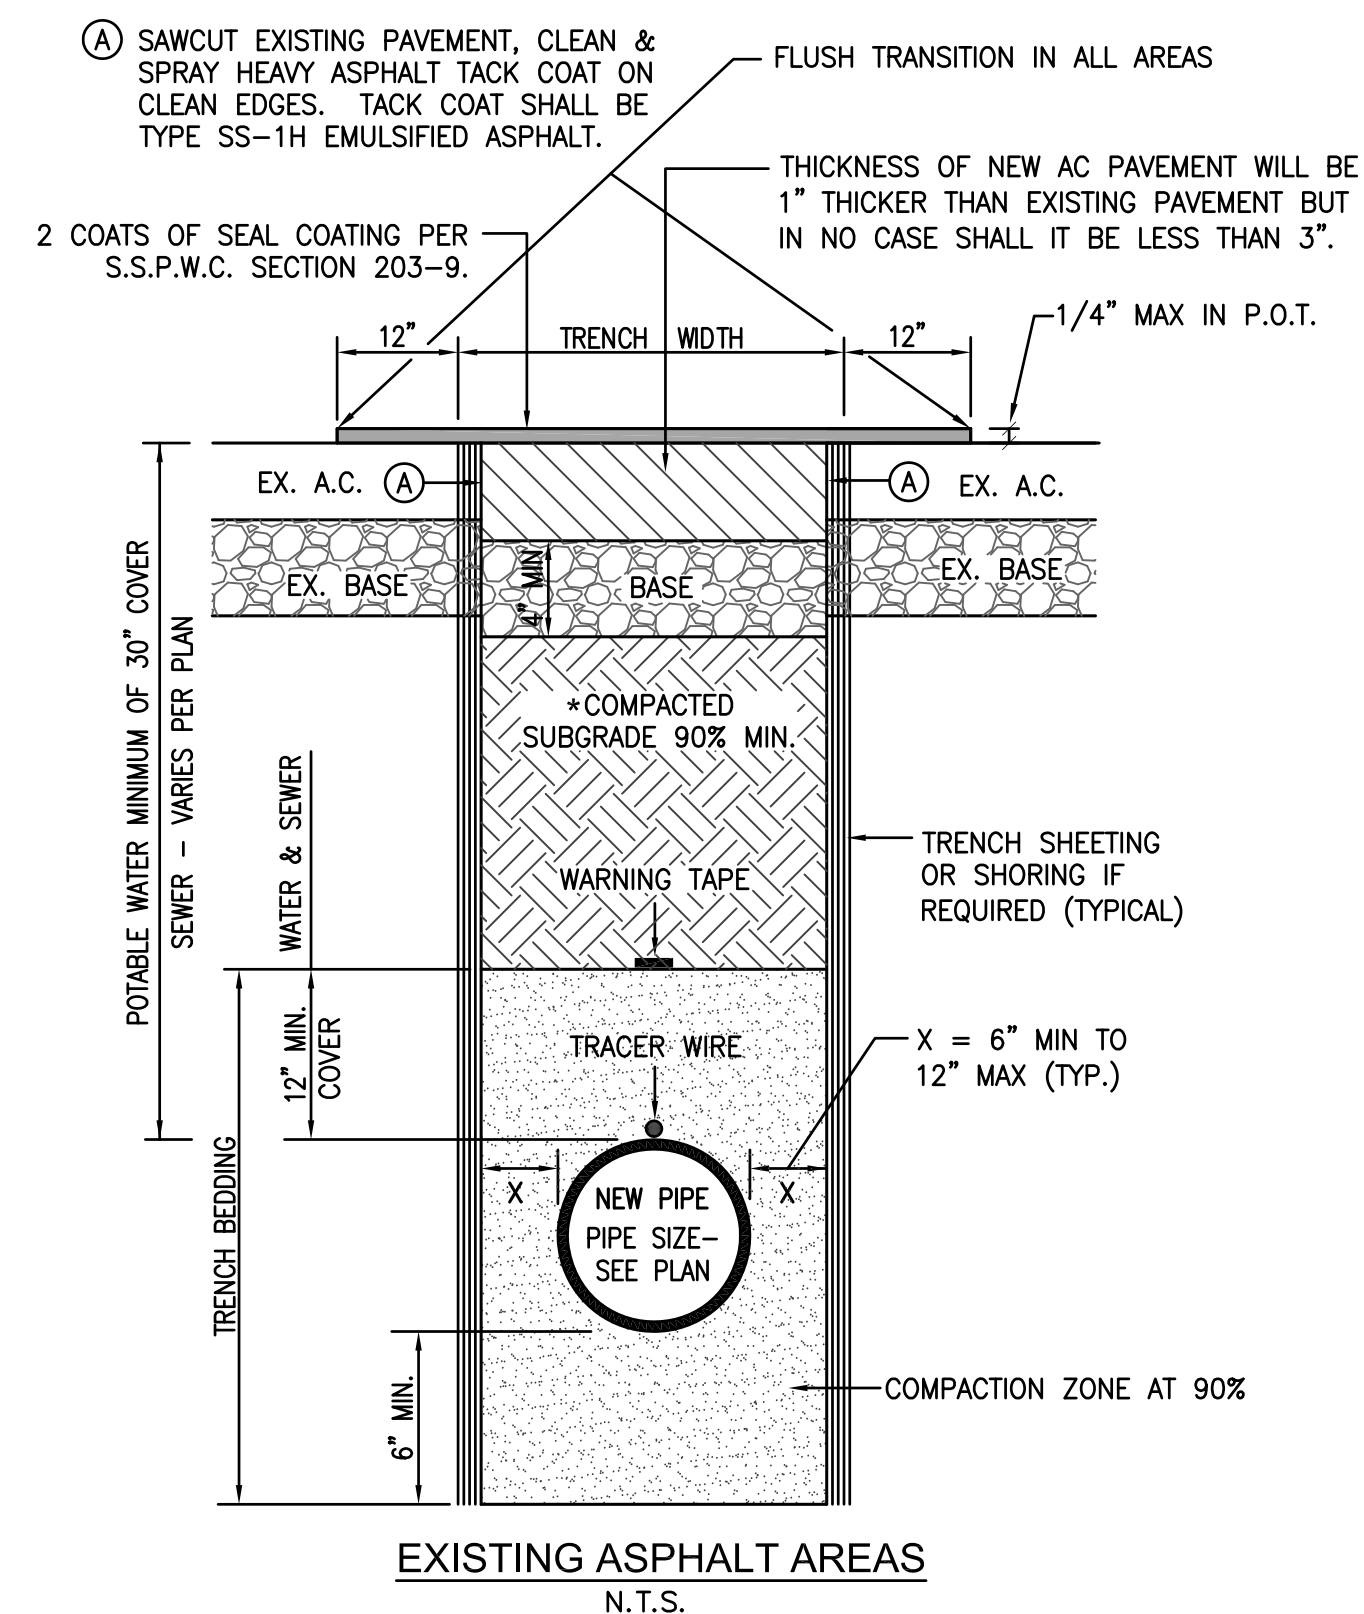 A SAWCUT EXISTING PAVEMENT, CLEAN &
SPRAY HEAVY ASPHALT TACK COAT ON
CLEAN EDGES. TACK COAT SHALL BE
TYPE SS-1H EMULSIFIED ASPHALT.
FLUSH TRANSITION IN ALL AREAS
THICKNESS OF NEW AC PAVEMENT WILL BE
1” THICKER THAN EXISTING PAVEMENT BUT
IN NO CASE SHALL IT BE LESS THAN 3”.
2 COATS OF SEAL COATING PER
S.S.P.W.C. SECTION 203-9.
1/4” MAX IN P.O.T.
12”
TRENCH WIDTH
12”
EX. A.C.
A
A
EX. A.C.
EX. BASE
4” MIN
BASE
EX. BASE
*COMPACTED
SUBGRADE 90% MIN.
POTABLE WATER MINIMUM OF 30” COVER
SEWER - VARIES PER PLAN
WATER & SEWER
WARNING TAPE
TRENCH SHEETING
OR SHORING IF
REQUIRED (TYPICAL)
12” MIN.
COVER
TRACER WIRE
X = 6” MIN TO
12” MAX (TYP.)
TRENCH BEDDING
X
X
NEW PIPE
PIPE SIZE-
SEE PLAN
6” MIN.
COMPACTION ZONE AT 90%
EXISTING ASPHALT AREAS
N.T.S.